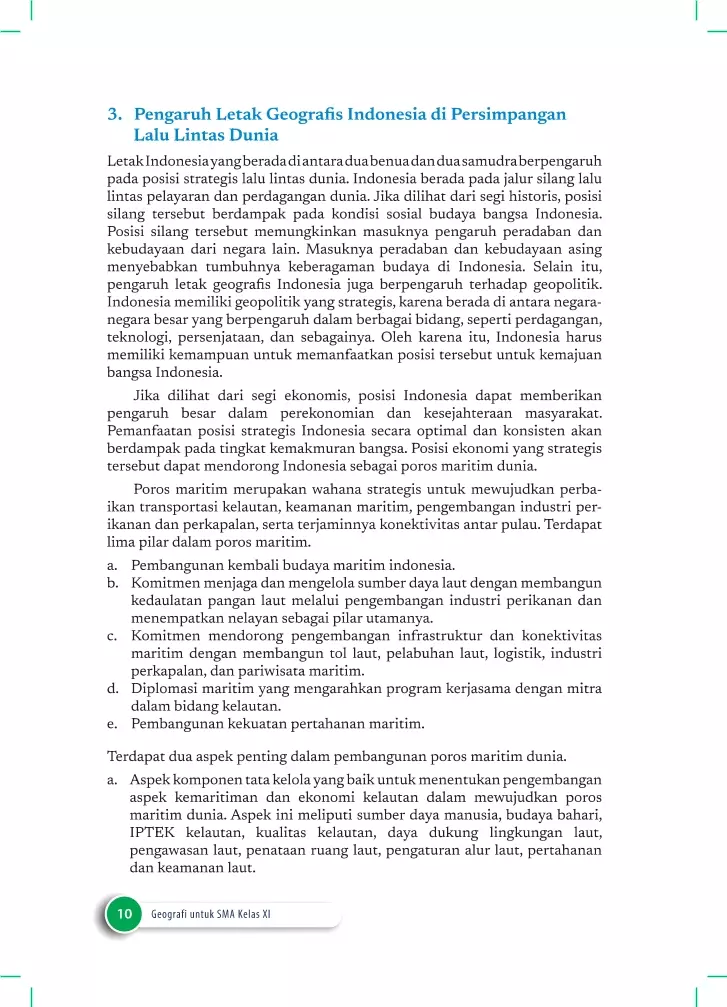 3. Pengaruh Letak Geografis Indonesia di Persimpangan
Lalu Lintas Dunia
Letak Indonesia yang berada di antara dua benua dan dua samudra berpengaruh
pada posisi strategis lalu lintas dunia. Indonesia berada pada jalur silang lalu
lintas pelayaran dan perdagangan dunia. Jika dilihat dari segi historis, posisi
silang tersebut berdampak pada kondisi sosial budaya bangsa Indonesia.
Posisi silang tersebut memungkinkan masuknya pengaruh peradaban dan
kebudayaan dari negara lain. Masuknya peradaban dan kebudayaan asing
menyebabkan tumbuhnya keberagaman budaya di Indonesia. Selain itu,
pengaruh letak geografis Indonesia juga berpengaruh terhadap geopolitik.
Indonesia memiliki geopolitik yang strategis, karena berada di antara negara-
negara besar yang berpengaruh dalam berbagai bidang, seperti perdagangan,
teknologi, persenjataan, dan sebagainya. Oleh karena itu, Indonesia harus
memiliki kemampuan untuk memanfaatkan posisi tersebut untuk kemajuan
bangsa Indonesia.
Jika dilihat dari segi ekonomis, posisi Indonesia dapat memberikan
pengaruh besar dalam perekonomian dan kesejahteraan masyarakat.
Pemanfaatan posisi strategis Indonesia secara optimal dan konsisten akan
berdampak pada tingkat kemakmuran bangsa. Posisi ekonomi yang strategis
tersebut dapat mendorong Indonesia sebagai poros maritim dunia.
Poros maritim merupakan wahana strategis untuk mewujudkan perba-
ikan transportasi kelautan, keamanan maritim, pengembangan industri per-
ikanan dan perkapalan, serta terjaminnya konektivitas antar pulau. Terdapat
lima pilar dalam poros maritim.
a. Pembangunan kembali budaya maritim indonesia.
b. Komitmen menjaga dan mengelola sumber daya laut dengan membangun
kedaulatan pangan laut melalui pengembangan industri perikanan dan
menempatkan nelayan sebagai pilar utamanya.
c. Komitmen mendorong pengembangan infrastruktur dan konektivitas
maritim dengan membangun tol laut, pelabuhan laut, logistik, industri
perkapalan, dan pariwisata maritim.
d. Diplomasi maritim yang mengarahkan program kerjasama dengan mitra
dalam bidang kelautan.
e. Pembangunan kekuatan pertahanan maritim.
Terdapat dua aspek penting dalam pembangunan poros maritim dunia.
a. Aspek komponen tata kelola yang baik untuk menentukan pengembangan
aspek kemaritiman dan ekonomi kelautan dalam mewujudkan poros
maritim dunia. Aspek ini meliputi sumber daya manusia, budaya bahari,
IPTEK kelautan, kualitas kelautan, daya dukung lingkungan laut,
pengawasan laut, penataan ruang laut, pengaturan alur laut, pertahanan
dan keamanan laut.
10 Geografi untuk SMA Kelas XI